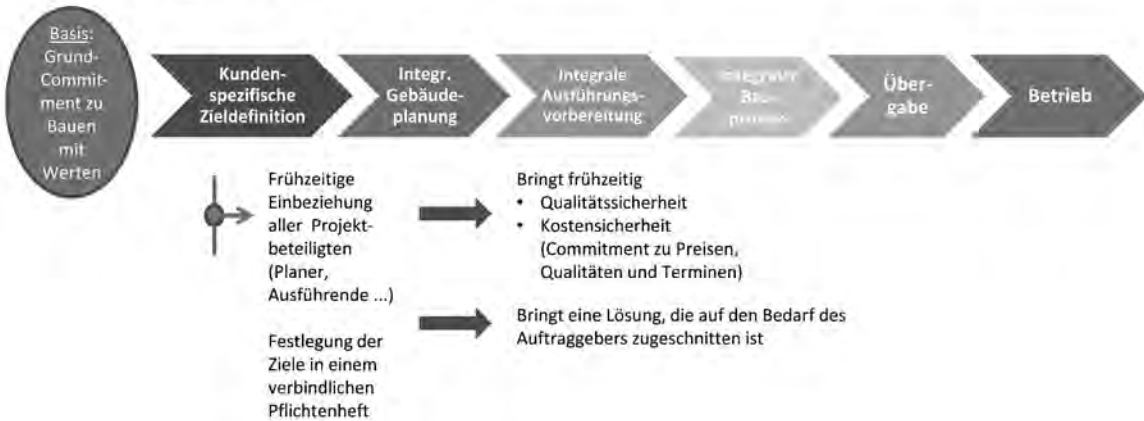 Basis:
Grund-
Commit-
ment zu
Bauen
mit
Werten
Kunden-
spezifische
Zieldefinition
Integr.
Gebäude-
planung
Integrale
Ausführungs-
vorbereitung
Über-
gabe
Betrieb
Frühzeitige
Einbeziehung
aller Projekt-
beteiligten
(Planer,
Ausführende ...)
Festlegung der
Ziele in einem
verbindlichen
Pflichtenheft
Bringt frühzeitig
• Qualitätssicherheit
• Kostensicherheit
(Commitment zu Preisen,
Qualitäten und Terminen)
Bringt eine Lösung, die auf den Bedarf des
Auftraggebers zugeschnitten ist